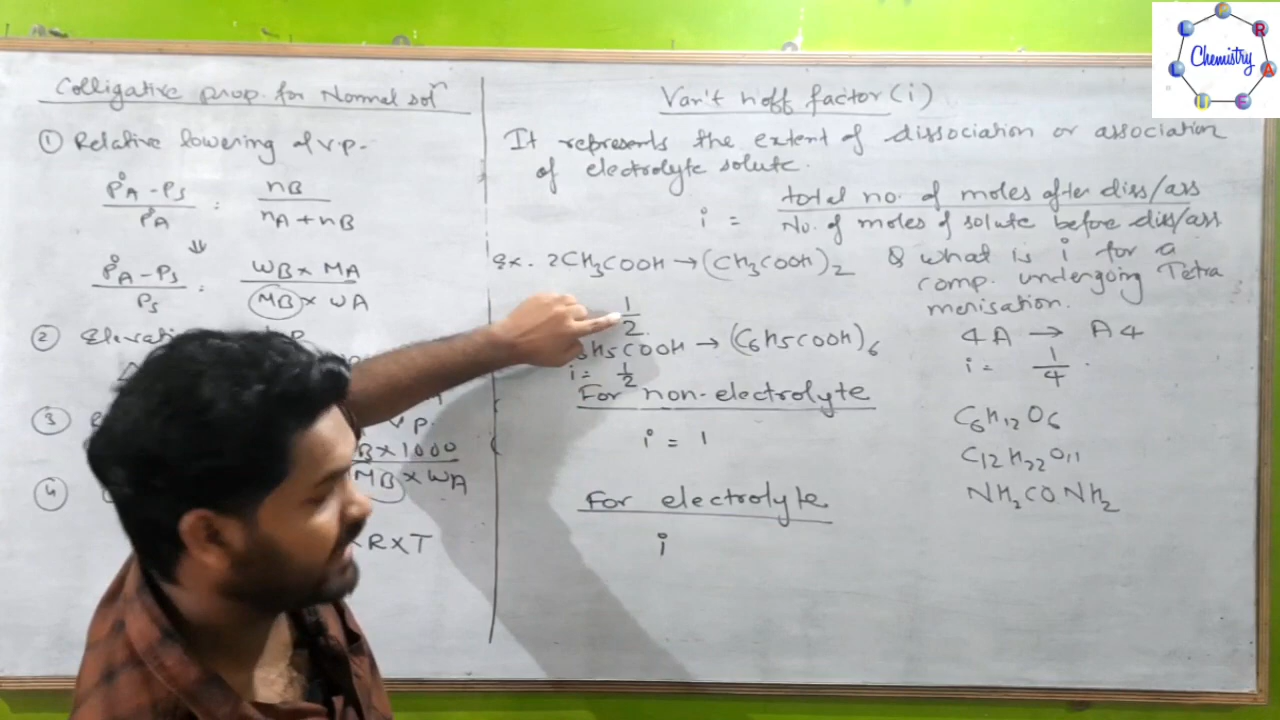 Colligative prop. for Normal solⁿ
① Relative lowering of v.p.
P°A - Ps / P°A : nB / nA + nB
⇓
P°A - Ps / Ps : WB × MA / MB × WA
②
③
v.p.
B × 1000
MB × WA
④
× R × T
Van't hoff factor (i)
It represents the extent of dissociation or association
of electrolyte solute.
i = total no. of moles after diss/ass / No. of moles of solute before diss/ass
Ex. 2CH₃COOH → (CH₃COOH)₂
1/2
6H5COOH → (C6H5COOH)6
i = 1/2
For non-electrolyte
i = 1
For electrolyte
i
Q what is i for a
comp. undergoing Tetra
merisation.
4A → A4
i = 1/4
C6H12O6
C12H22O11
NH₂CONH₂
Chemistry
L
L
R
A
I
E